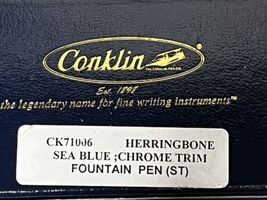 Conklin
Est. 1898
the legendary name for fine writing instruments™
CK71006 HERRINGBONE
SEA BLUE ;CHROME TRIM
FOUNTAIN PEN (ST)